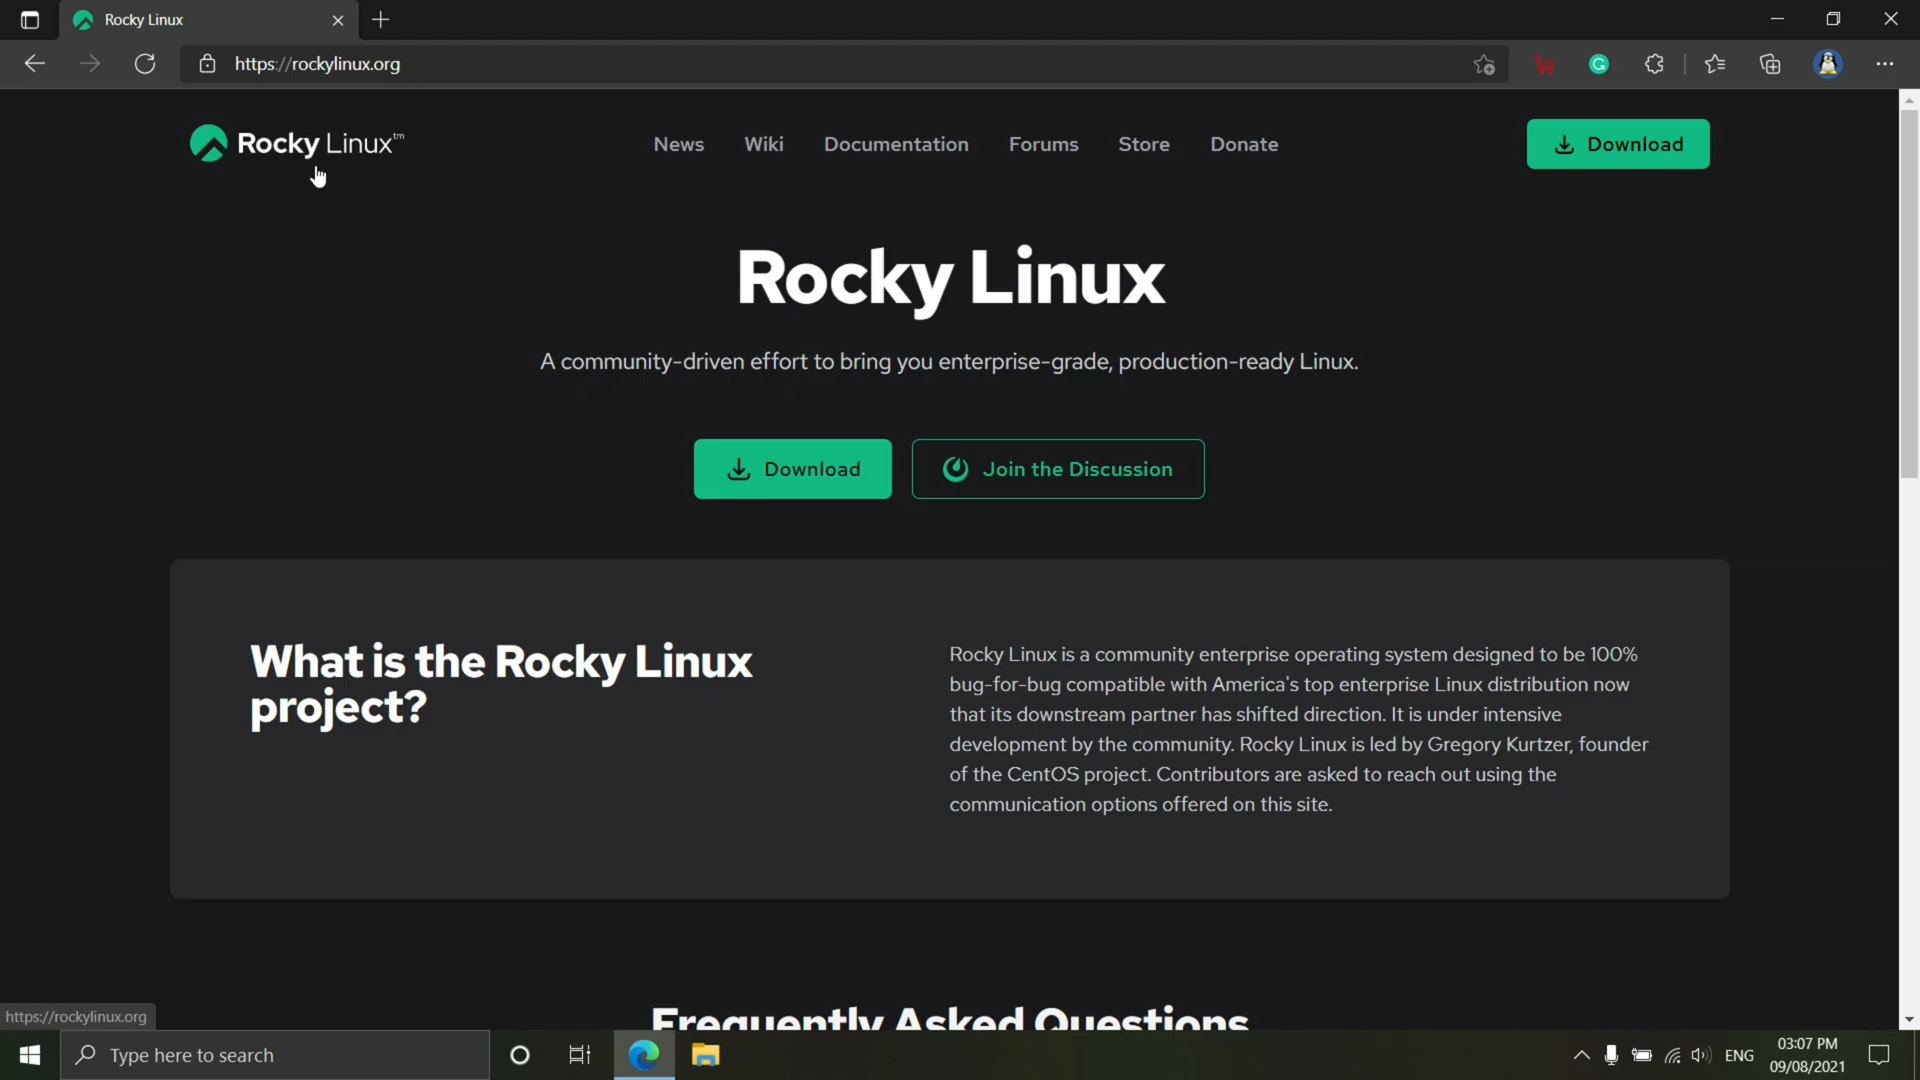 Rocky Linux
https://rockylinux.org
Rocky Linux™
News
Wiki
Documentation
Forums
Store
Donate
Download
Rocky Linux
A community-driven effort to bring you enterprise-grade, production-ready Linux.
Download
Join the Discussion
What is the Rocky Linux
project?
Rocky Linux is a community enterprise operating system designed to be 100%
bug-for-bug compatible with America's top enterprise Linux distribution now
that its downstream partner has shifted direction. It is under intensive
development by the community. Rocky Linux is led by Gregory Kurtzer, founder
of the CentOS project. Contributors are asked to reach out using the
communication options offered on this site.
Frequently Asked Questions
https://rockylinux.org
Type here to search
ENG
03:07 PM
09/08/2021